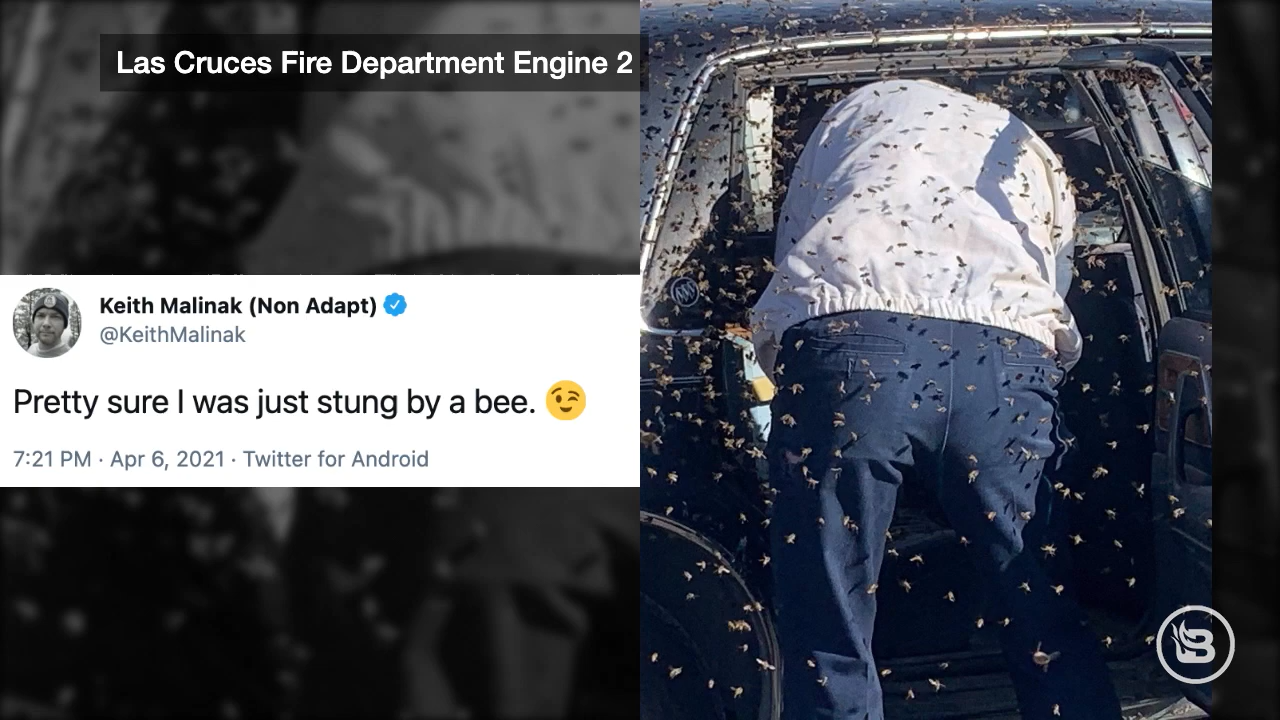 Las Cruces Fire Department Engine 2
Keith Malinak (Non Adapt)
@KeithMalinak
Pretty sure I was just stung by a bee. 😉
7:21 PM · Apr 6, 2021 · Twitter for Android
B